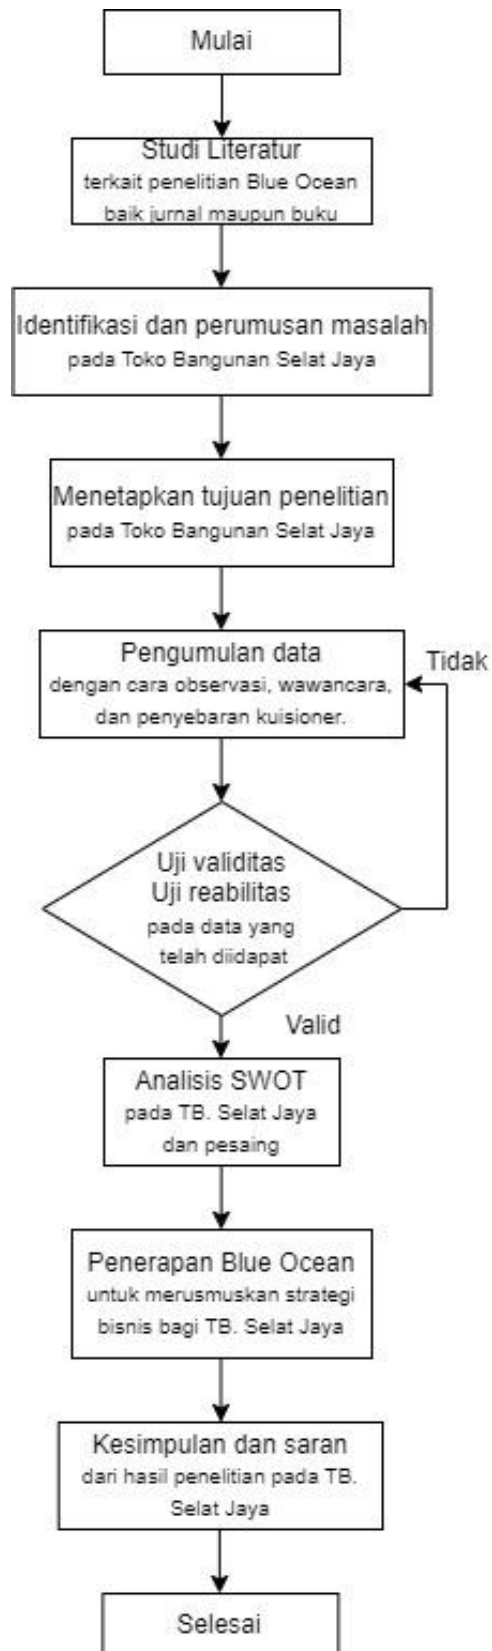 Mulai
Studi Literatur
terkait penelitian Blue Ocean
baik jurnal maupun buku
Identifikasi dan perumusan masalah
pada Toko Bangunan Selat Jaya
Menetapkan tujuan penelitian
pada Toko Bangunan Selat Jaya
Pengumulan data
dengan cara observasi, wawancara,
dan penyebaran kuisioner.
Tidak
Uji validitas
Uji reabilitas
pada data yang
telah diidapat
Valid
Analisis SWOT
pada TB. Selat Jaya
dan pesaing
Penerapan Blue Ocean
untuk merusmuskan strategi
bisnis bagi TB. Selat Jaya
Kesimpulan dan saran
dari hasil penelitian pada TB.
Selat Jaya
Selesai